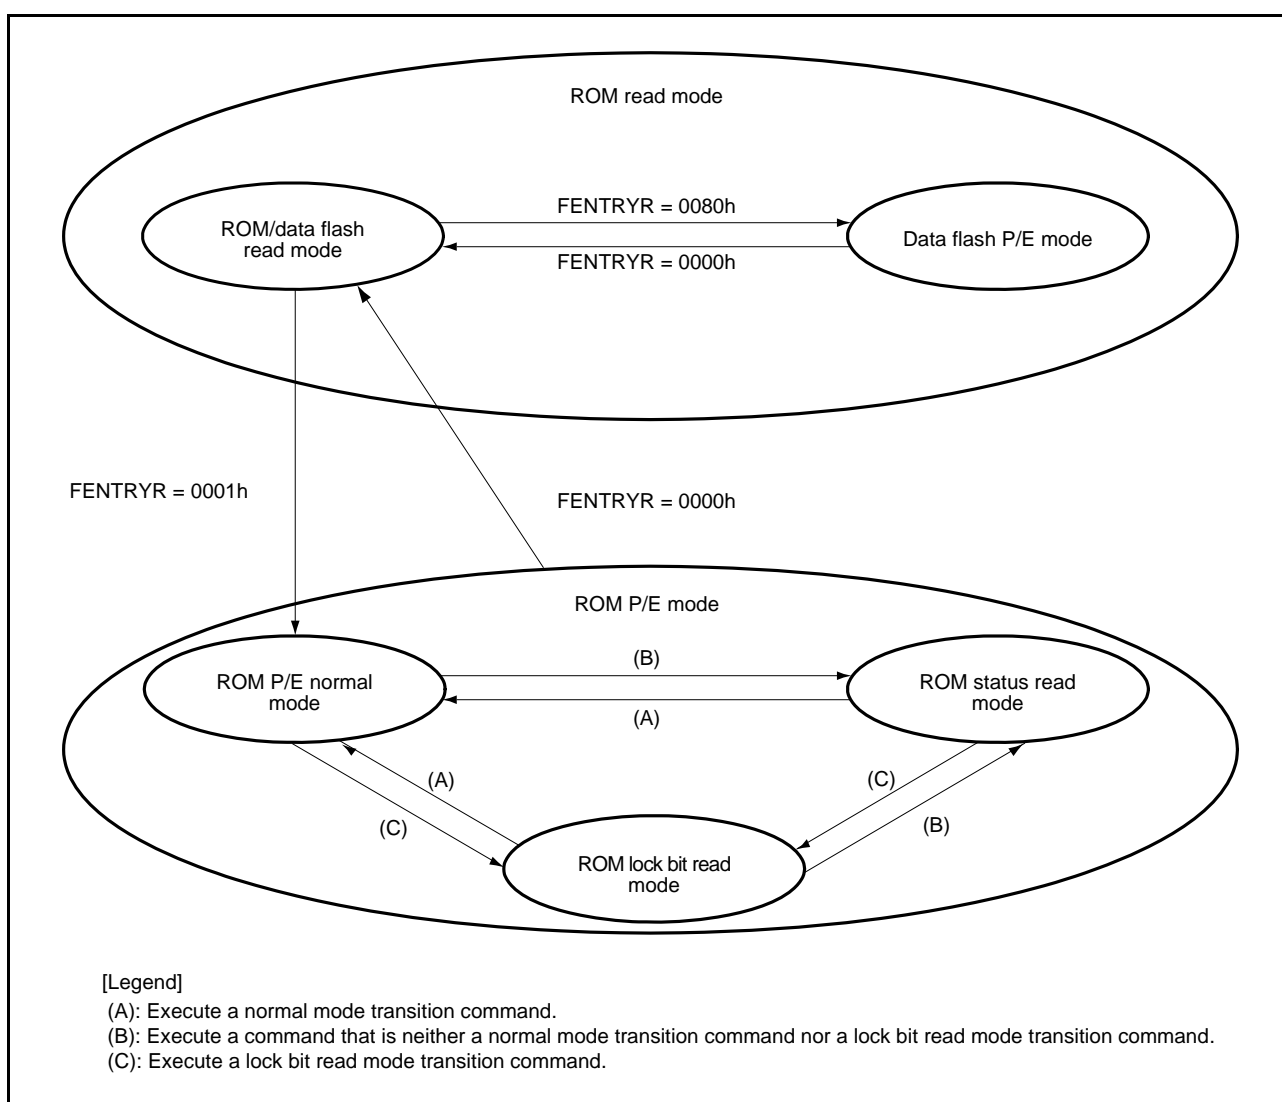 ROM read mode
ROM/data flash
read mode
FENTRYR = 0080h
FENTRYR = 0000h
Data flash P/E mode
FENTRYR = 0001h
FENTRYR = 0000h
ROM P/E mode
ROM P/E normal
mode
(B)
(A)
ROM status read
mode
(A)
(C)
(C)
(B)
ROM lock bit read
mode
[Legend]
(A): Execute a normal mode transition command.
(B): Execute a command that is neither a normal mode transition command nor a lock bit read mode transition command.
(C): Execute a lock bit read mode transition command.